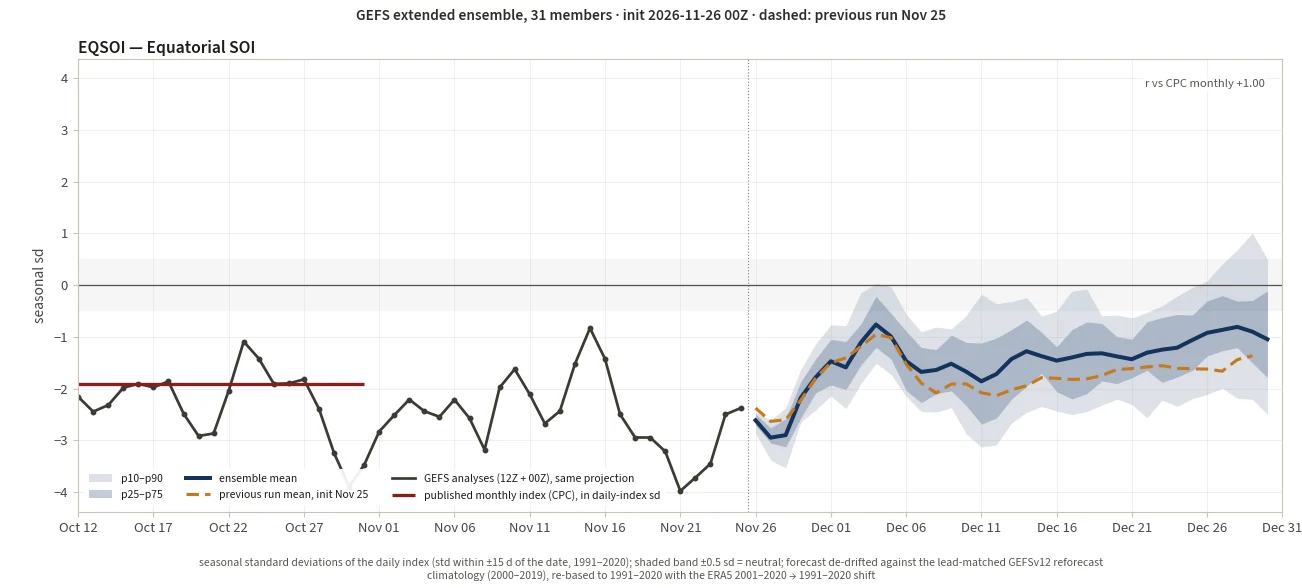 GEFS extended ensemble, 31 members · init 2026-11-26 00Z · dashed: previous run Nov 25
EQSOI — Equatorial SOI
r vs CPC monthly +1.00
seasonal sd
4
3
2
1
0
−1
−2
−3
−4
p10–p90
p25–p75
ensemble mean
previous run mean, init Nov 25
GEFS analyses (12Z + 00Z), same projection
published monthly index (CPC), in daily-index sd
Oct 12 Oct 17 Oct 22 Oct 27 Nov 01 Nov 06 Nov 11 Nov 16 Nov 21 Nov 26 Dec 01 Dec 06 Dec 11 Dec 16 Dec 21 Dec 26 Dec 31
seasonal standard deviations of the daily index (std within ±15 d of the date, 1991–2020); shaded band ±0.5 sd = neutral; forecast de-drifted against the lead-matched GEFSv12 reforecast
climatology (2000–2019), re-based to 1991–2020 with the ERA5 2001–2020 → 1991–2020 shift